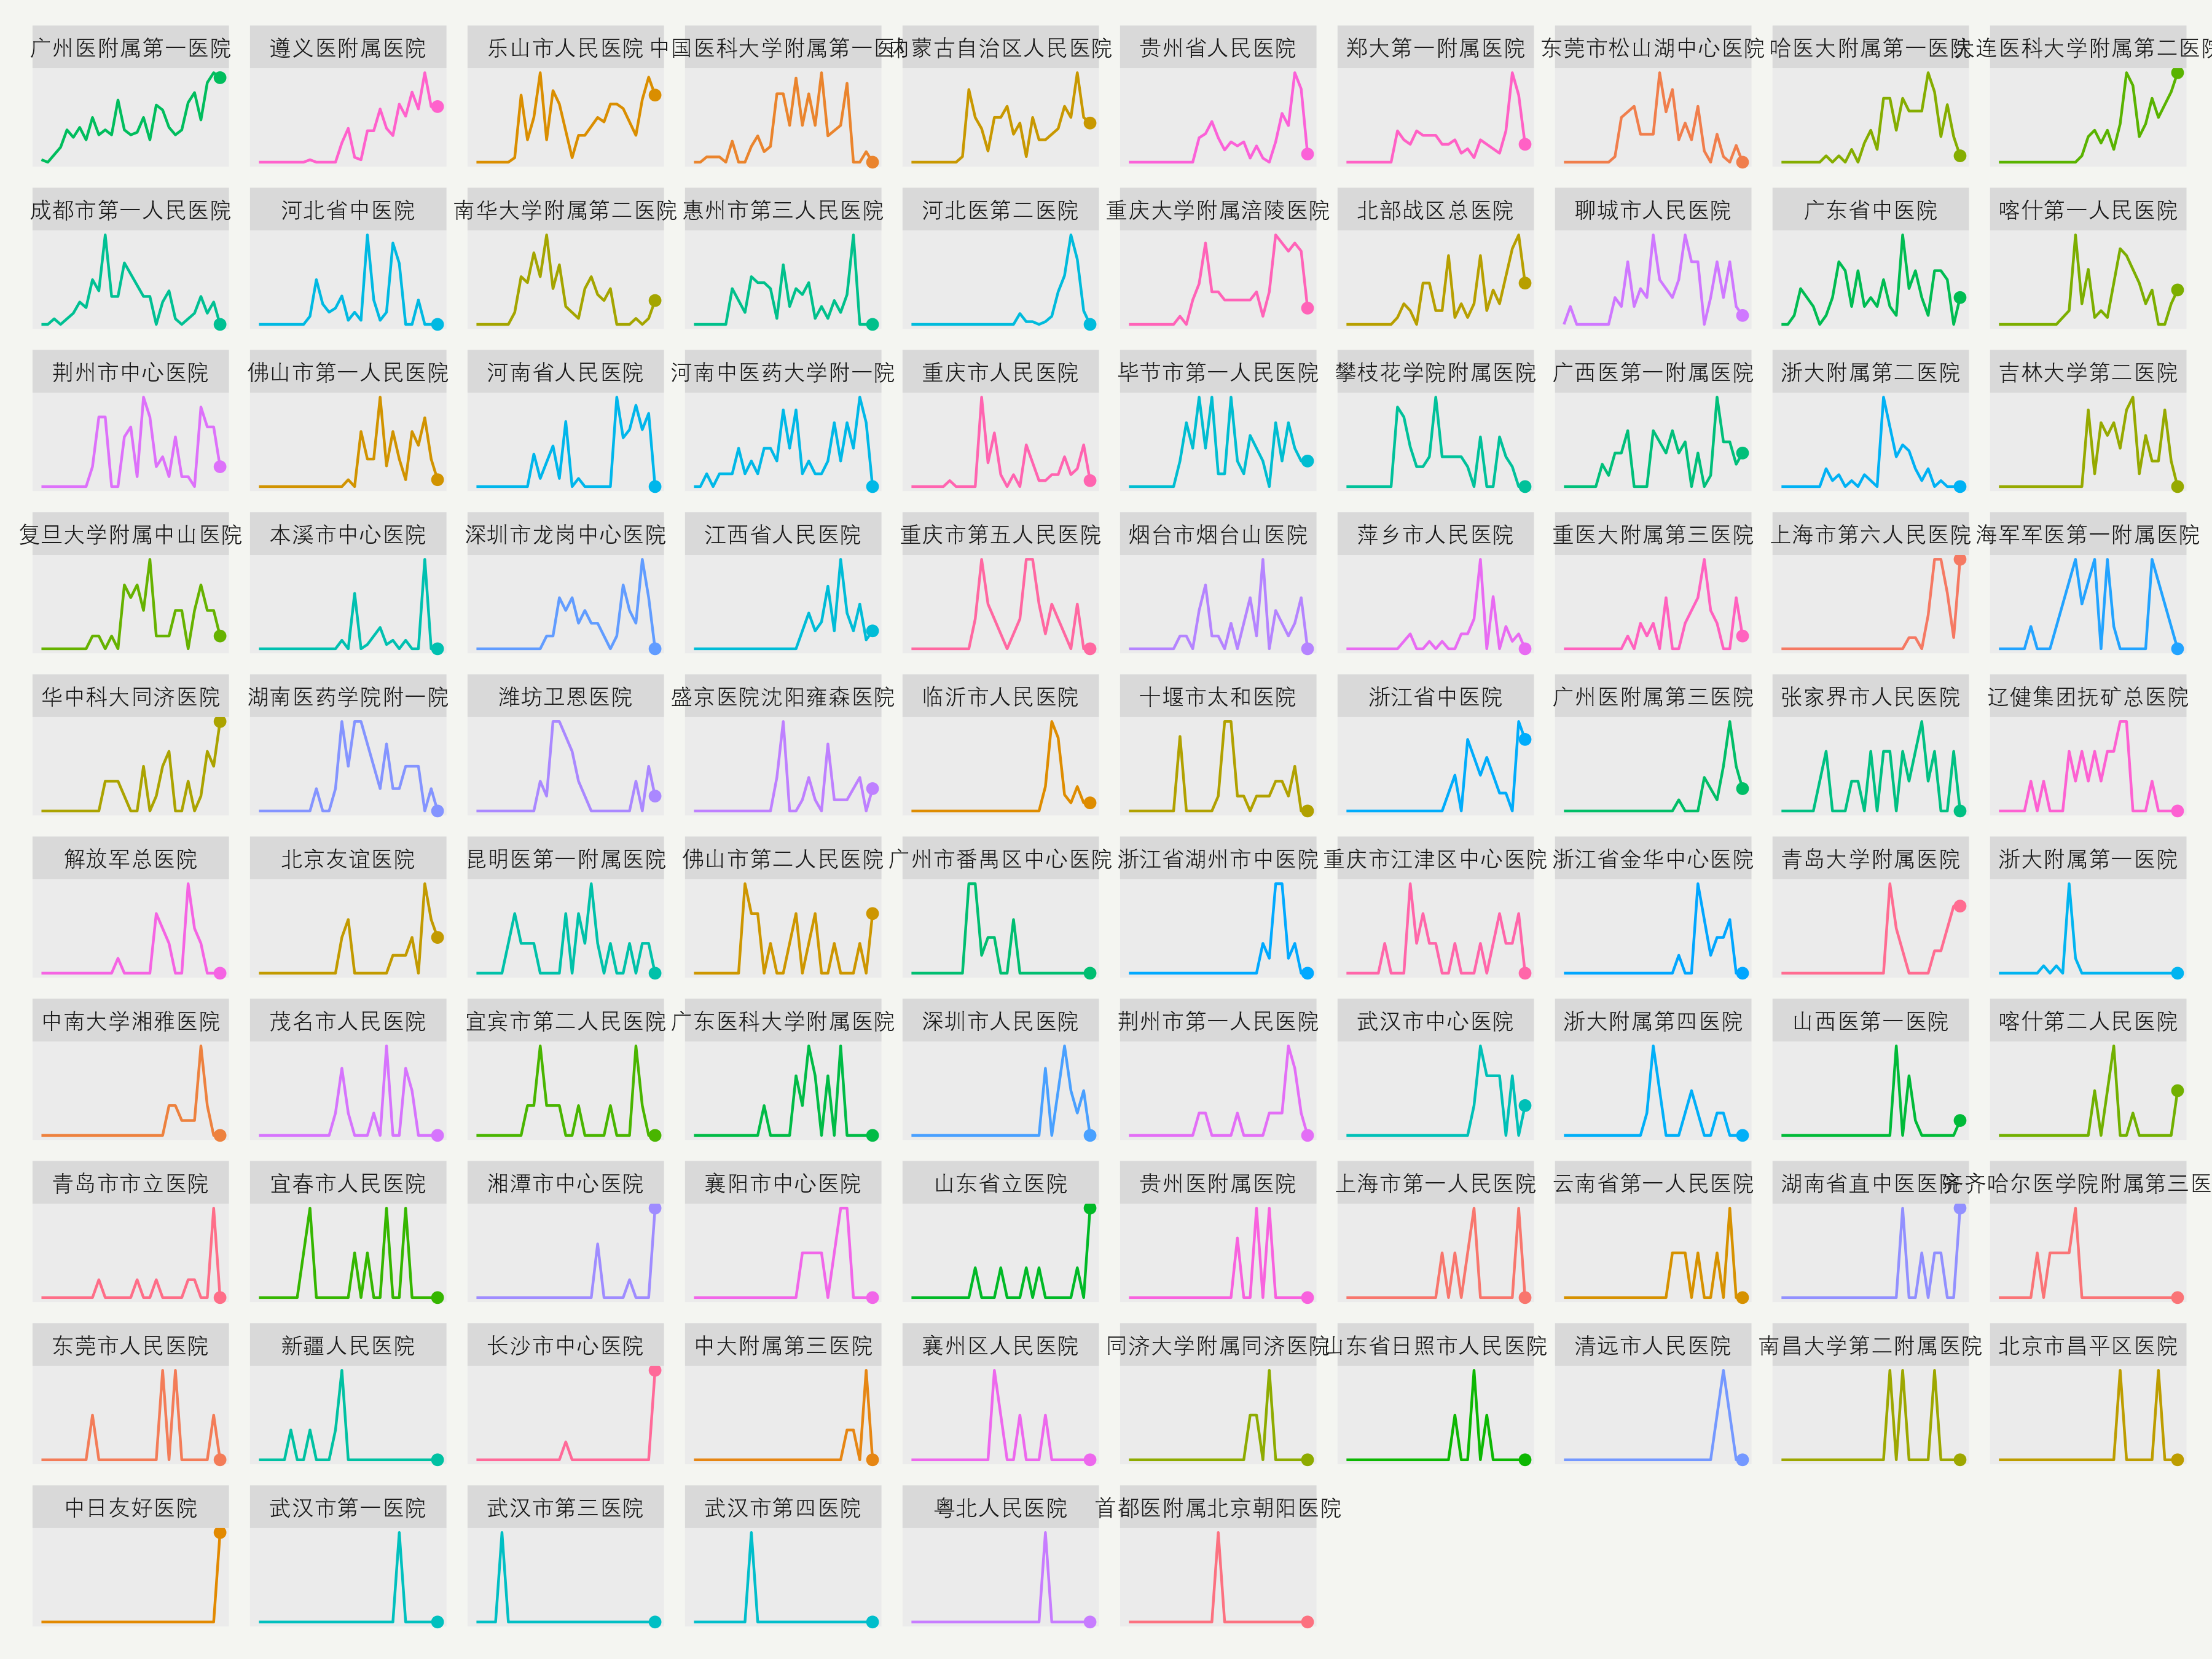 广州医附属第一医院
遵义医附属医院
乐山市人民医院
中国医科大学附属第一医
内蒙古自治区人民医院
贵州省人民医院
郑大第一附属医院
东莞市松山湖中心医院
哈医大附属第一医院
大连医科大学附属第二医院
成都市第一人民医院
河北省中医院
南华大学附属第二医院
惠州市第三人民医院
河北医第二医院
重庆大学附属涪陵医院
北部战区总医院
聊城市人民医院
广东省中医院
喀什第一人民医院
荆州市中心医院
佛山市第一人民医院
河南省人民医院
河南中医药大学附一院
重庆市人民医院
毕节市第一人民医院
攀枝花学院附属医院
广西医第一附属医院
浙大附属第二医院
吉林大学第二医院
复旦大学附属中山医院
本溪市中心医院
深圳市龙岗中心医院
江西省人民医院
重庆市第五人民医院
烟台市烟台山医院
萍乡市人民医院
重医大附属第三医院
上海市第六人民医院
海军军医第一附属医院
华中科大同济医院
湖南医药学院附一院
潍坊卫恩医院
盛京医院沈阳雍森医院
临沂市人民医院
十堰市太和医院
浙江省中医院
广州医附属第三医院
张家界市人民医院
辽健集团抚矿总医院
解放军总医院
北京友谊医院
昆明医第一附属医院
佛山市第二人民医院
广州市番禺区中心医院
浙江省湖州市中医院
重庆市江津区中心医院
浙江省金华中心医院
青岛大学附属医院
浙大附属第一医院
中南大学湘雅医院
茂名市人民医院
宜宾市第二人民医院
广东医科大学附属医院
深圳市人民医院
荆州市第一人民医院
武汉市中心医院
浙大附属第四医院
山西医第一医院
喀什第二人民医院
青岛市市立医院
宜春市人民医院
湘潭市中心医院
襄阳市中心医院
山东省立医院
贵州医附属医院
上海市第一人民医院
云南省第一人民医院
湖南省直中医医院
齐齐哈尔医学院附属第三医
东莞市人民医院
新疆人民医院
长沙市中心医院
中大附属第三医院
襄州区人民医院
同济大学附属同济医院
山东省日照市人民医院
清远市人民医院
南昌大学第二附属医院
北京市昌平区医院
中日友好医院
武汉市第一医院
武汉市第三医院
武汉市第四医院
粤北人民医院
首都医附属北京朝阳医院